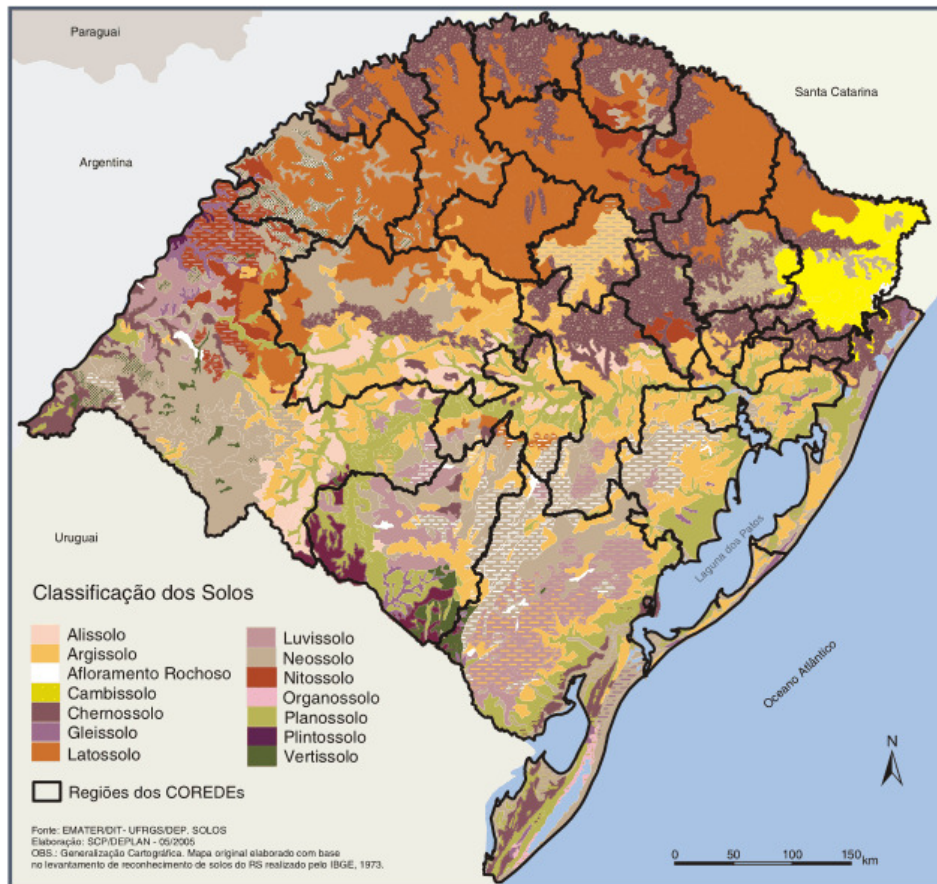 Paraguai
Santa Catarina
Argentina
Uruguai
Laguna doa Patos
Oceano Atlântico
Classificação dos Solos
Alissolo
Argissolo
Afloramento Rochoso
Cambissolo
Chernossolo
Gleissolo
Latossolo
Luvissolo
Neossolo
Nitossolo
Organossolo
Planossolo
Plintossolo
Vertissolo
Regiões dos COREDEs
Fonte: EMATER/DIT- UFRGS/DEP. SOLOS
Elaboração: SCP/DEPLAN - 05/2005
OBS.: Generalização Cartográfica. Mapa original elaborado com base
no levantamento de reconhecimento de solos do RS realizado pelo IBGE, 1973.
N
0 50 100 150 km